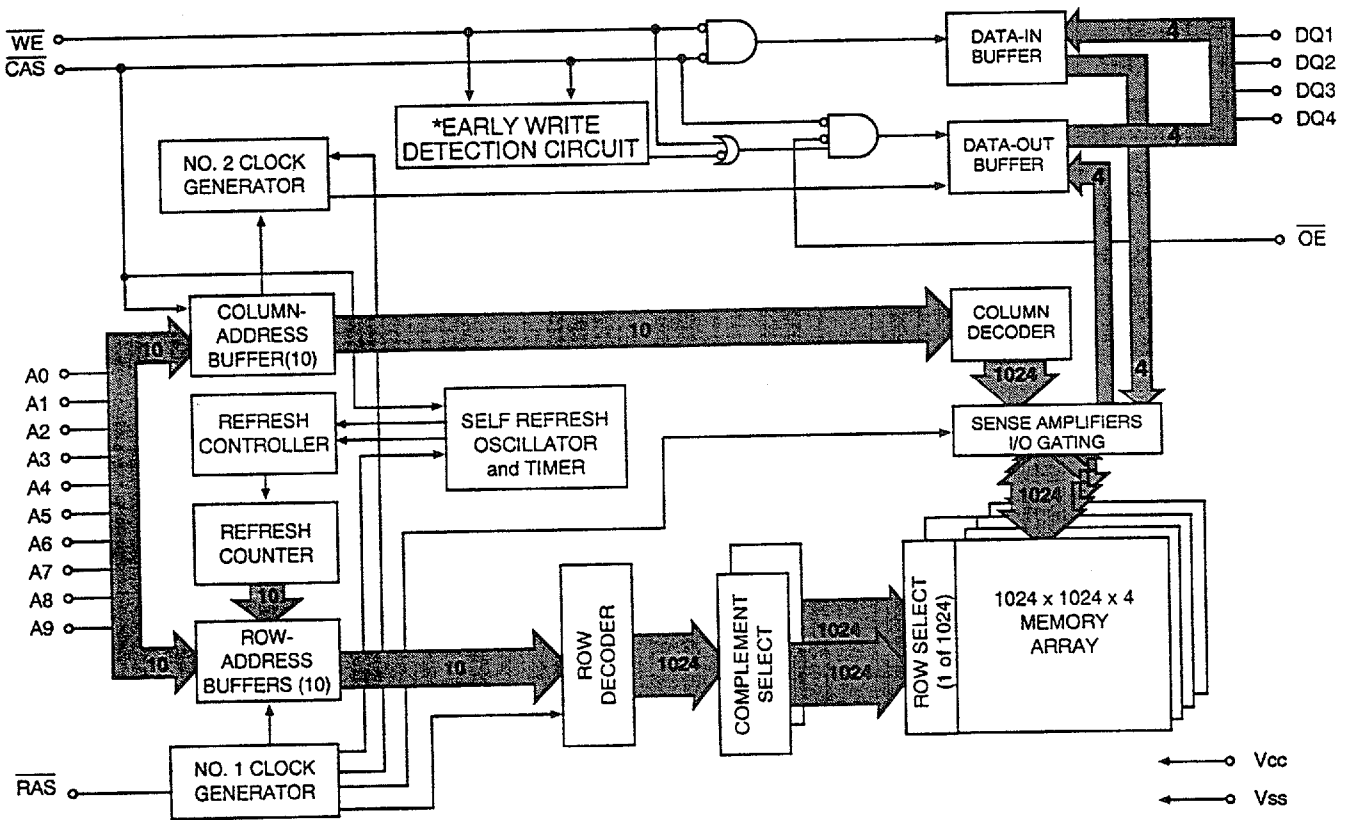 WE
CAS
*EARLY WRITE
DETECTION CIRCUIT
DATA-IN
BUFFER
4
DQ1
DQ2
DQ3
DQ4
DATA-OUT
BUFFER
4
4
NO. 2 CLOCK
GENERATOR
OE
COLUMN-
ADDRESS
BUFFER(10)
10
10
COLUMN
DECODER
1024
4
A0
A1
A2
A3
A4
A5
A6
A7
A8
A9
REFRESH
CONTROLLER
SELF REFRESH
OSCILLATOR
and TIMER
SENSE AMPLIFIERS
I/O GATING
1024
REFRESH
COUNTER
10
10
ROW-
ADDRESS
BUFFERS (10)
10
ROW
DECODER
1024
COMPLEMENT
SELECT
1024
1024
ROW SELECT
(1 of 1024)
1024 x 1024 x 4
MEMORY
ARRAY
RAS
NO. 1 CLOCK
GENERATOR
Vcc
Vss